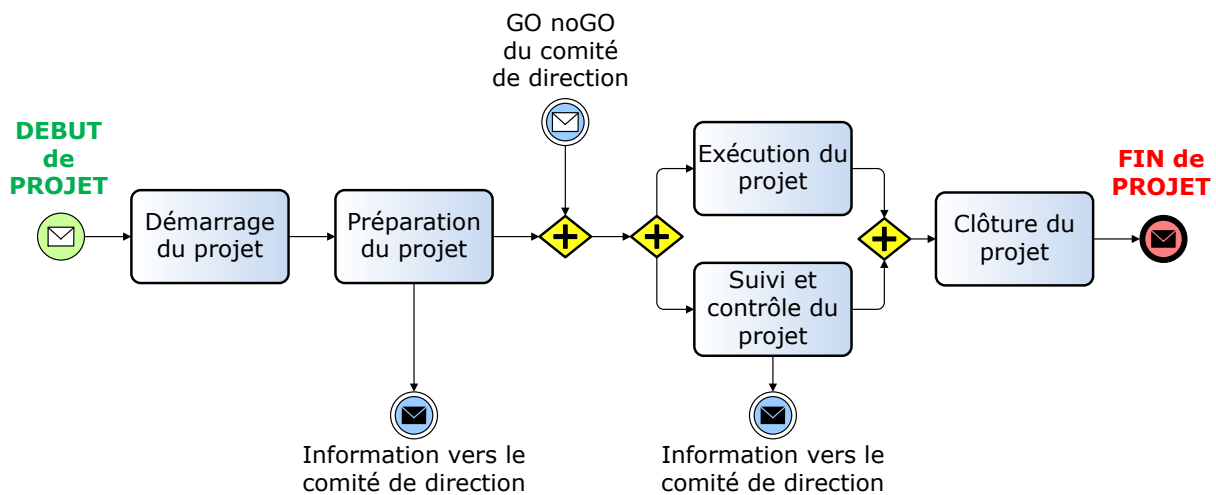 GO noGO
du comité
de direction
DEBUT
de
PROJET
Démarrage
du projet
Préparation
du projet
Exécution du
projet
Suivi et
contrôle du
projet
Clôture du
projet
FIN de
PROJET
Information vers le
comité de direction
Information vers le
comité de direction